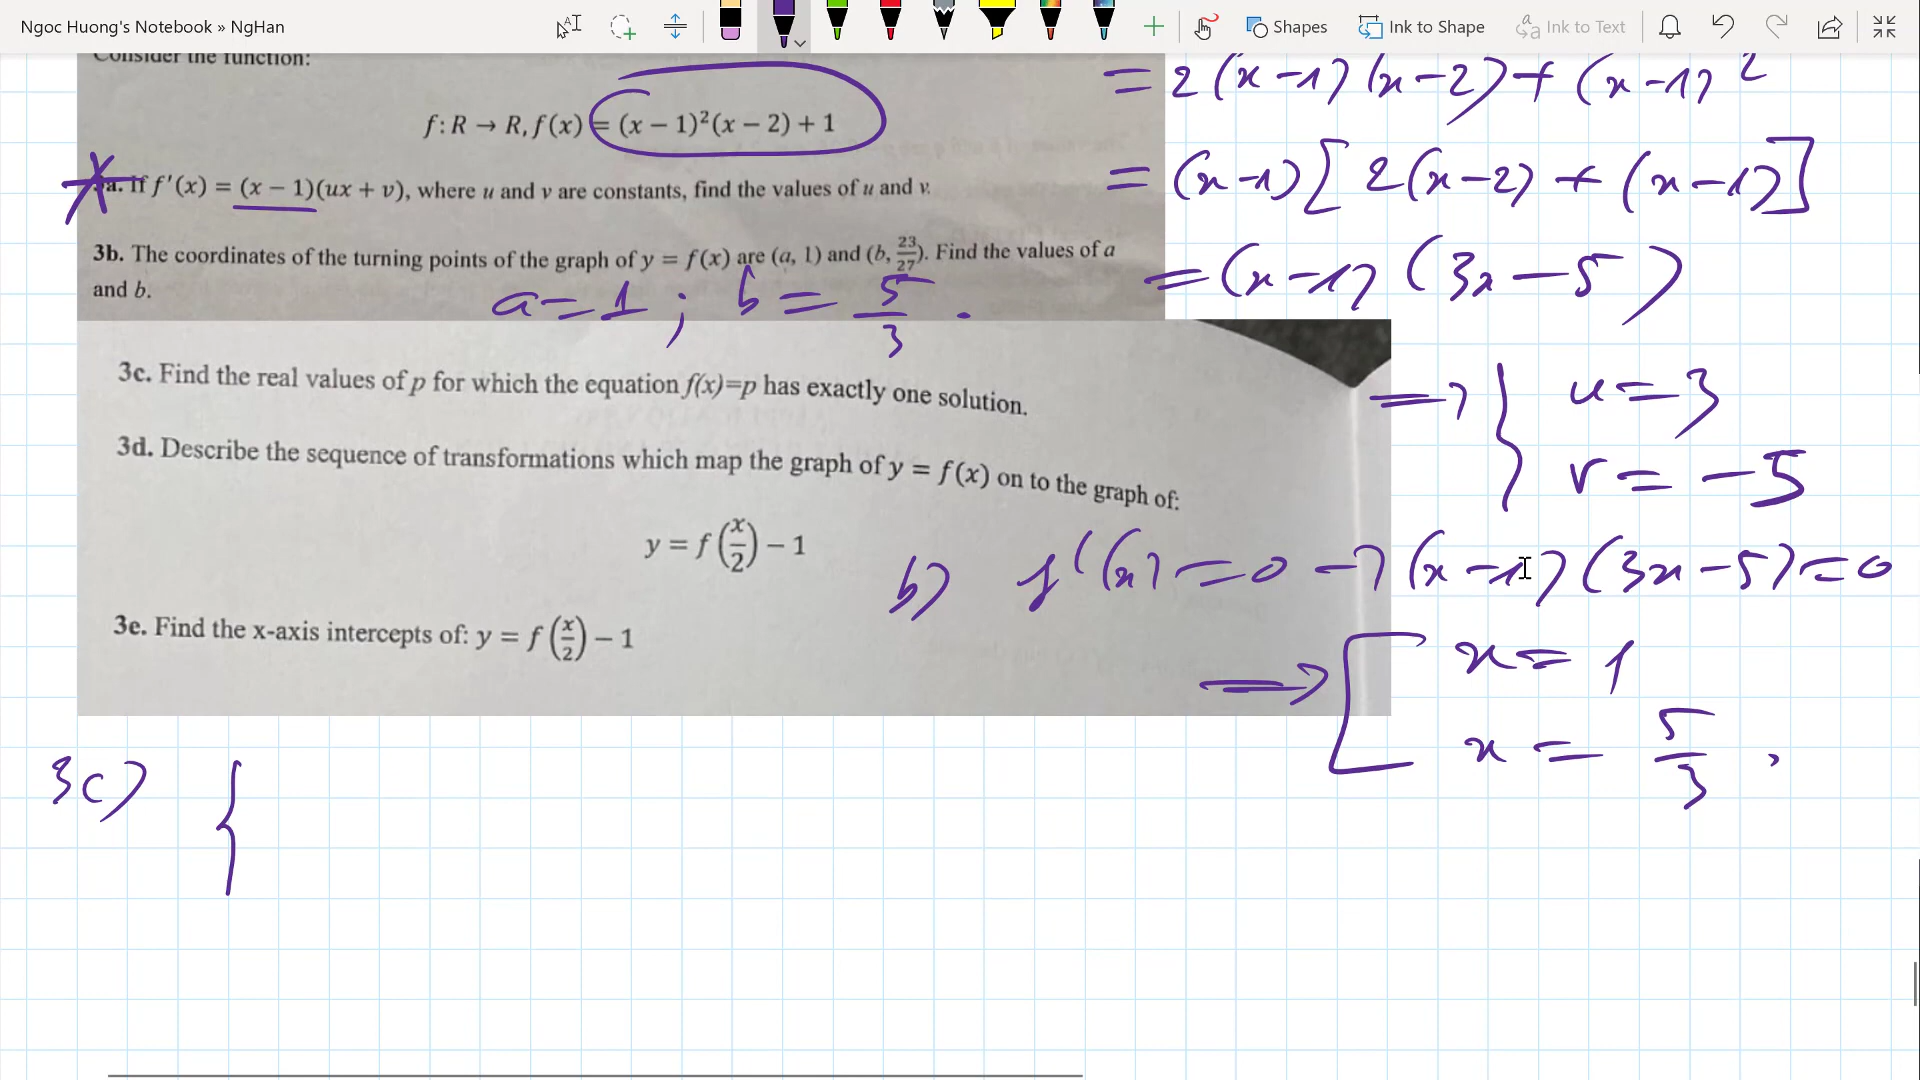 Ngoc Huong's Notebook » NgHan
Shapes
Ink to Shape
Ink to Text
Consider the function:
f: R → R, f(x) = (x − 1)²(x − 2) + 1
a. If f′(x) = (x − 1)(ux + v), where u and v are constants, find the values of u and v.
3b. The coordinates of the turning points of the graph of y = f(x) are (a, 1) and (b, 23/27). Find the values of a
and b.
a = 1 ; b = 5/3 .
3c. Find the real values of p for which the equation f(x)=p has exactly one solution.
3d. Describe the sequence of transformations which map the graph of y = f(x) on to the graph of:
y = f(x/2) − 1
3e. Find the x-axis intercepts of: y = f(x/2) − 1
= 2(x−1)(x−2) + (x−1)²
= (x−1)[2(x−2) + (x−1)]
= (x−1)(3x−5)
=> { u = 3
v = −5
b) f′(x) = 0 → (x−1)(3x−5) = 0
=> [ x = 1
x = 5/3 ,
3c) {